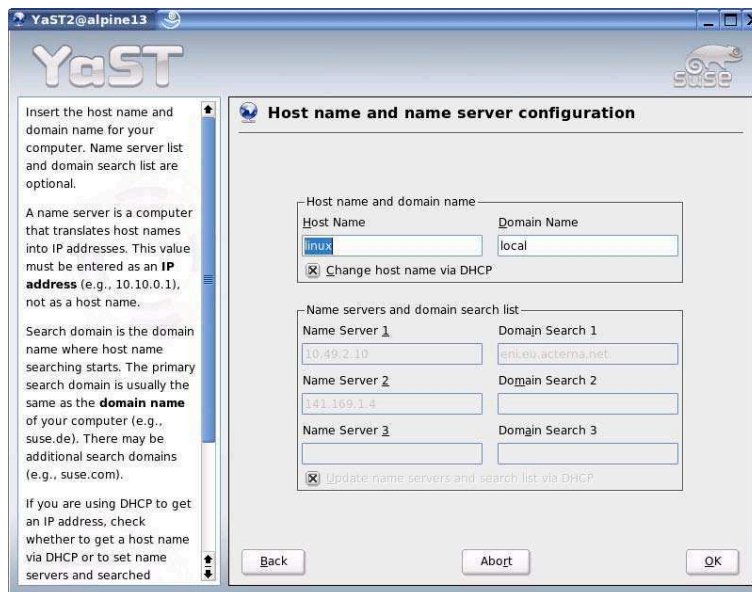 YaST2@alpine13
YaST
suse
Insert the host name and
domain name for your
computer. Name server list
and domain search list are
optional.
A name server is a computer
that translates host names
into IP addresses. This value
must be entered as an IP
address (e.g., 10.10.0.1),
not as a host name.
Search domain is the domain
name where host name
searching starts. The primary
search domain is usually the
same as the domain name
of your computer (e.g.,
suse.de). There may be
additional search domains
(e.g., suse.com).
If you are using DHCP to get
an IP address, check
whether to get a host name
via DHCP or to set name
servers and searched
Host name and name server configuration
Host name and domain name
Host Name Domain Name
linux local
Change host name via DHCP
Name servers and domain search list
Name Server 1 Domain Search 1
10.49.2.10 eni.eu.acterna.net
Name Server 2 Domain Search 2
141.169.1.4
Name Server 3 Domain Search 3
Update name servers and search list via DHCP
Back Abort OK